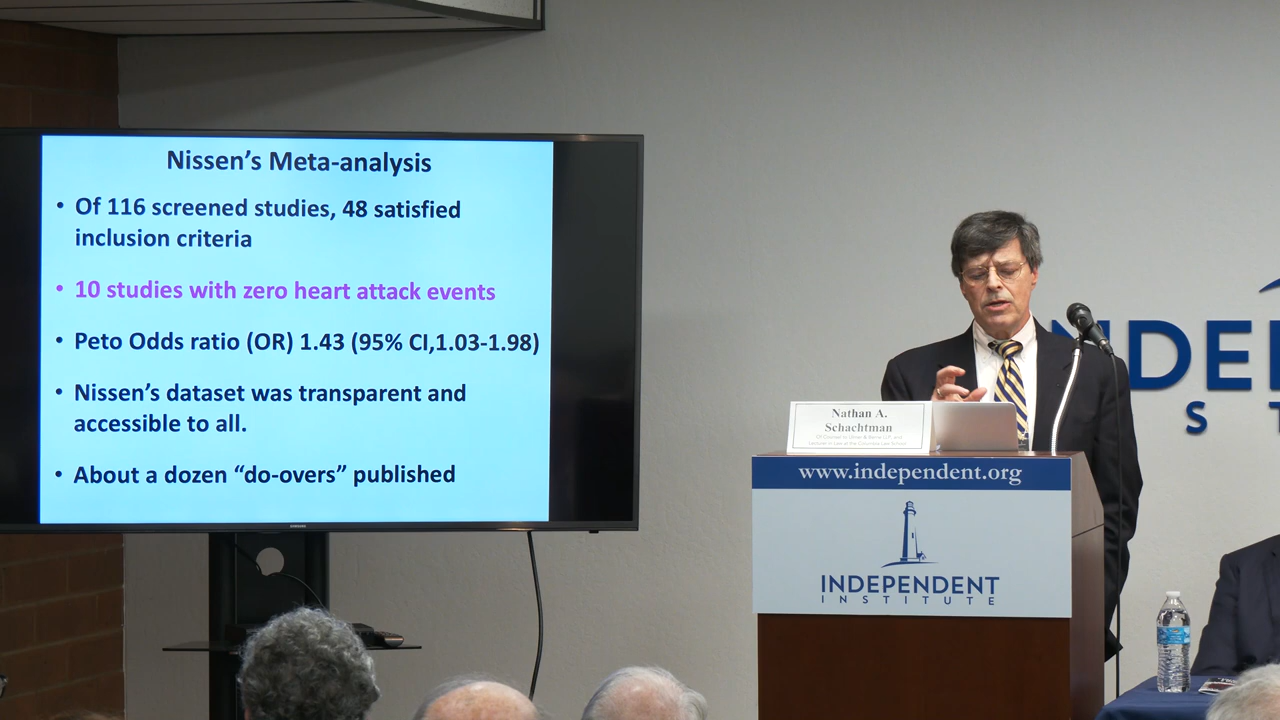 Nissen's Meta-analysis
• Of 116 screened studies, 48 satisfied
inclusion criteria
• 10 studies with zero heart attack events
• Peto Odds ratio (OR) 1.43 (95% CI,1.03-1.98)
• Nissen's dataset was transparent and
accessible to all.
• About a dozen “do-overs” published
SAMSUNG
Nathan A.
Schachtman
www.independent.org
INDEPENDENT
INSTITUTE
NDE
S T